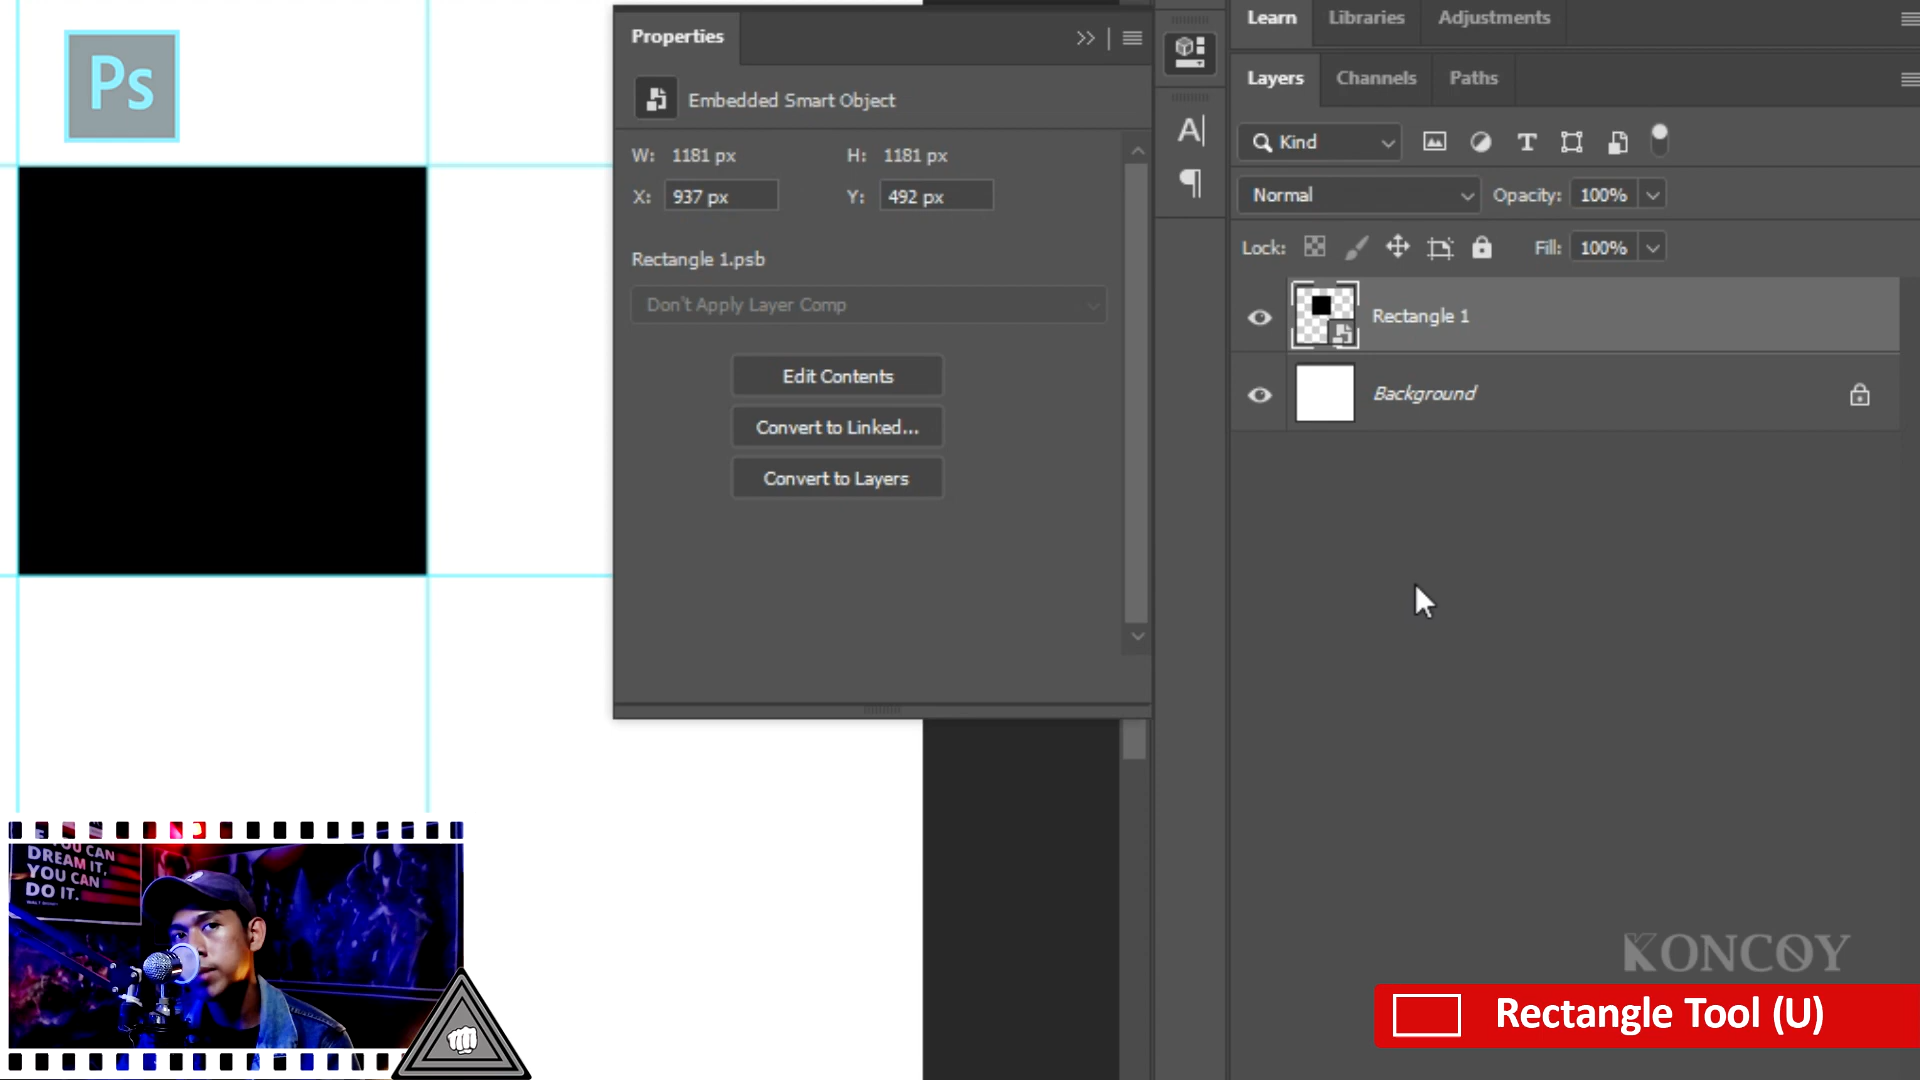 Ps
Properties
Embedded Smart Object
W: 1181 px H: 1181 px
X: 937 px Y: 492 px
Rectangle 1.psb
Don't Apply Layer Comp
Edit Contents
Convert to Linked...
Convert to Layers
A
Learn Libraries Adjustments
Layers Channels Paths
Kind
Normal Opacity: 100%
Lock: Fill: 100%
Rectangle 1
Background
YOU CAN
DREAM IT,
YOU CAN
DO IT.
KONCOY
Rectangle Tool (U)